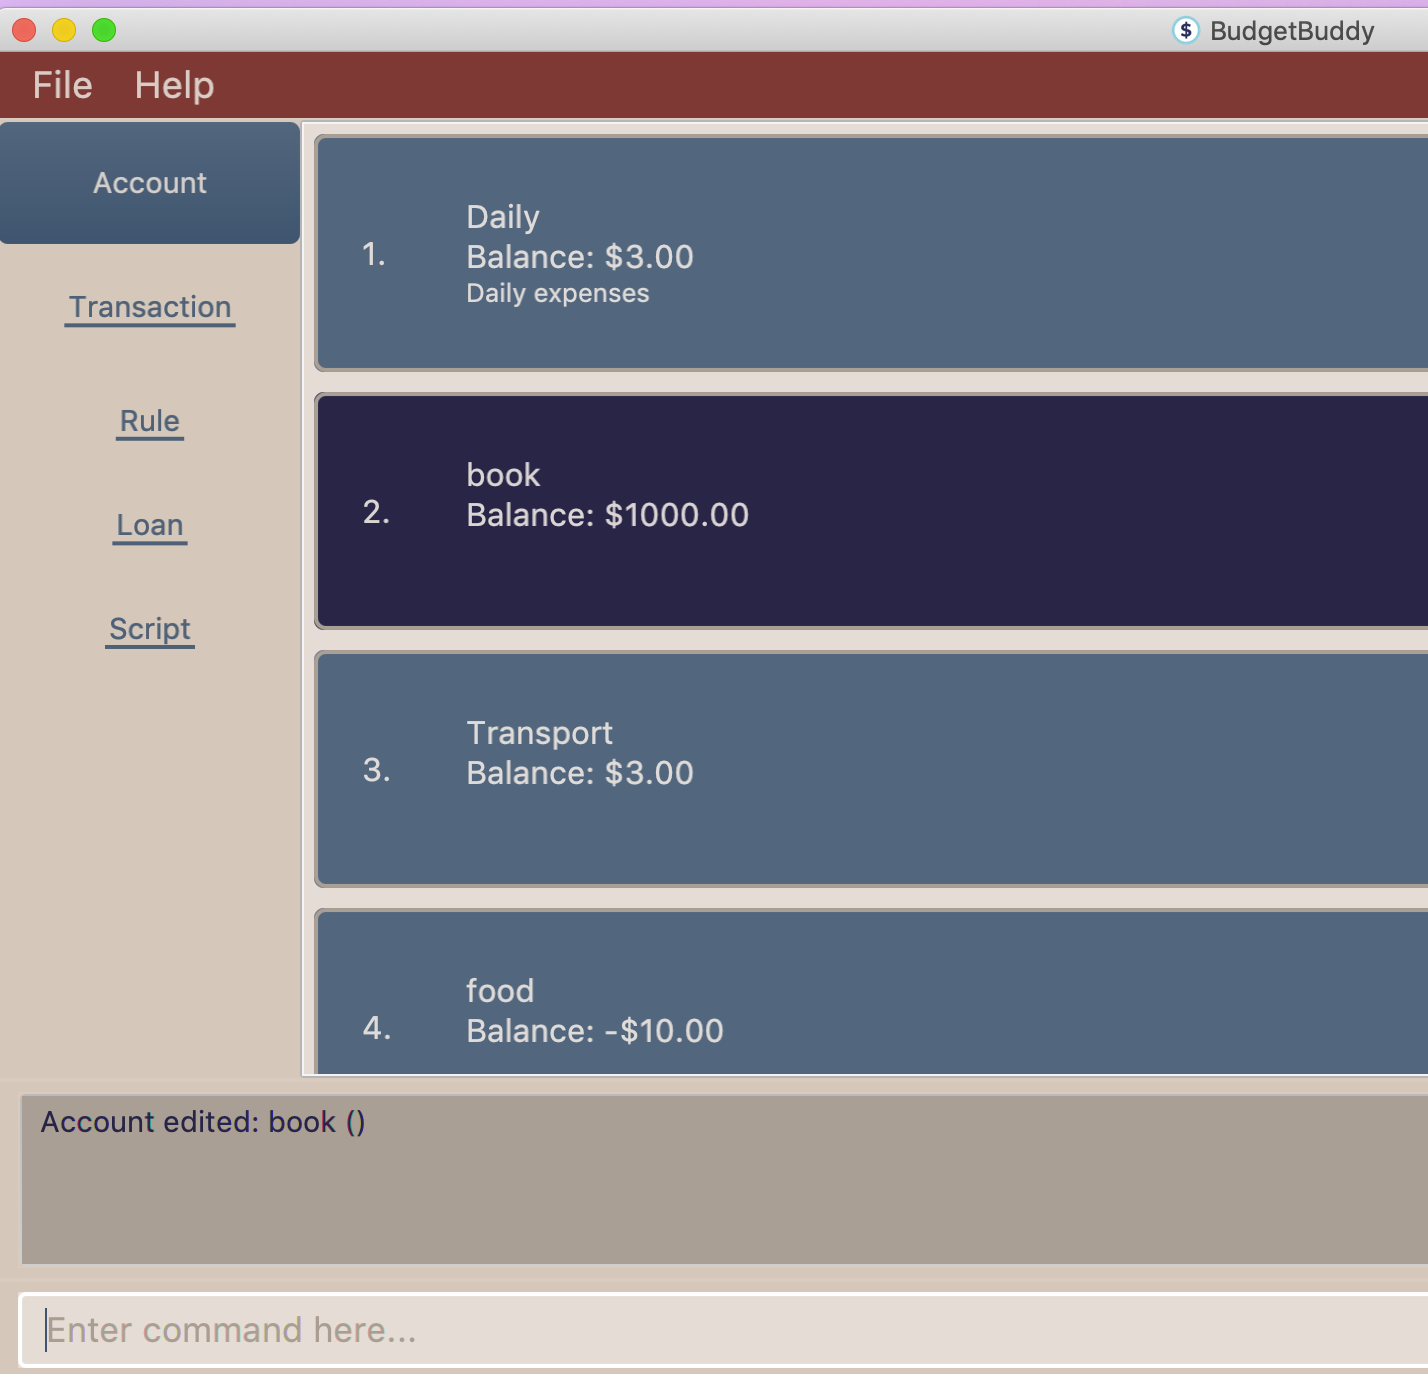 $ BudgetBuddy
File Help
Account
Transaction
Rule
Loan
Script
1.
Daily
Balance: $3.00
Daily expenses
2.
book
Balance: $1000.00
3.
Transport
Balance: $3.00
4.
food
Balance: -$10.00
Account edited: book ()
Enter command here...